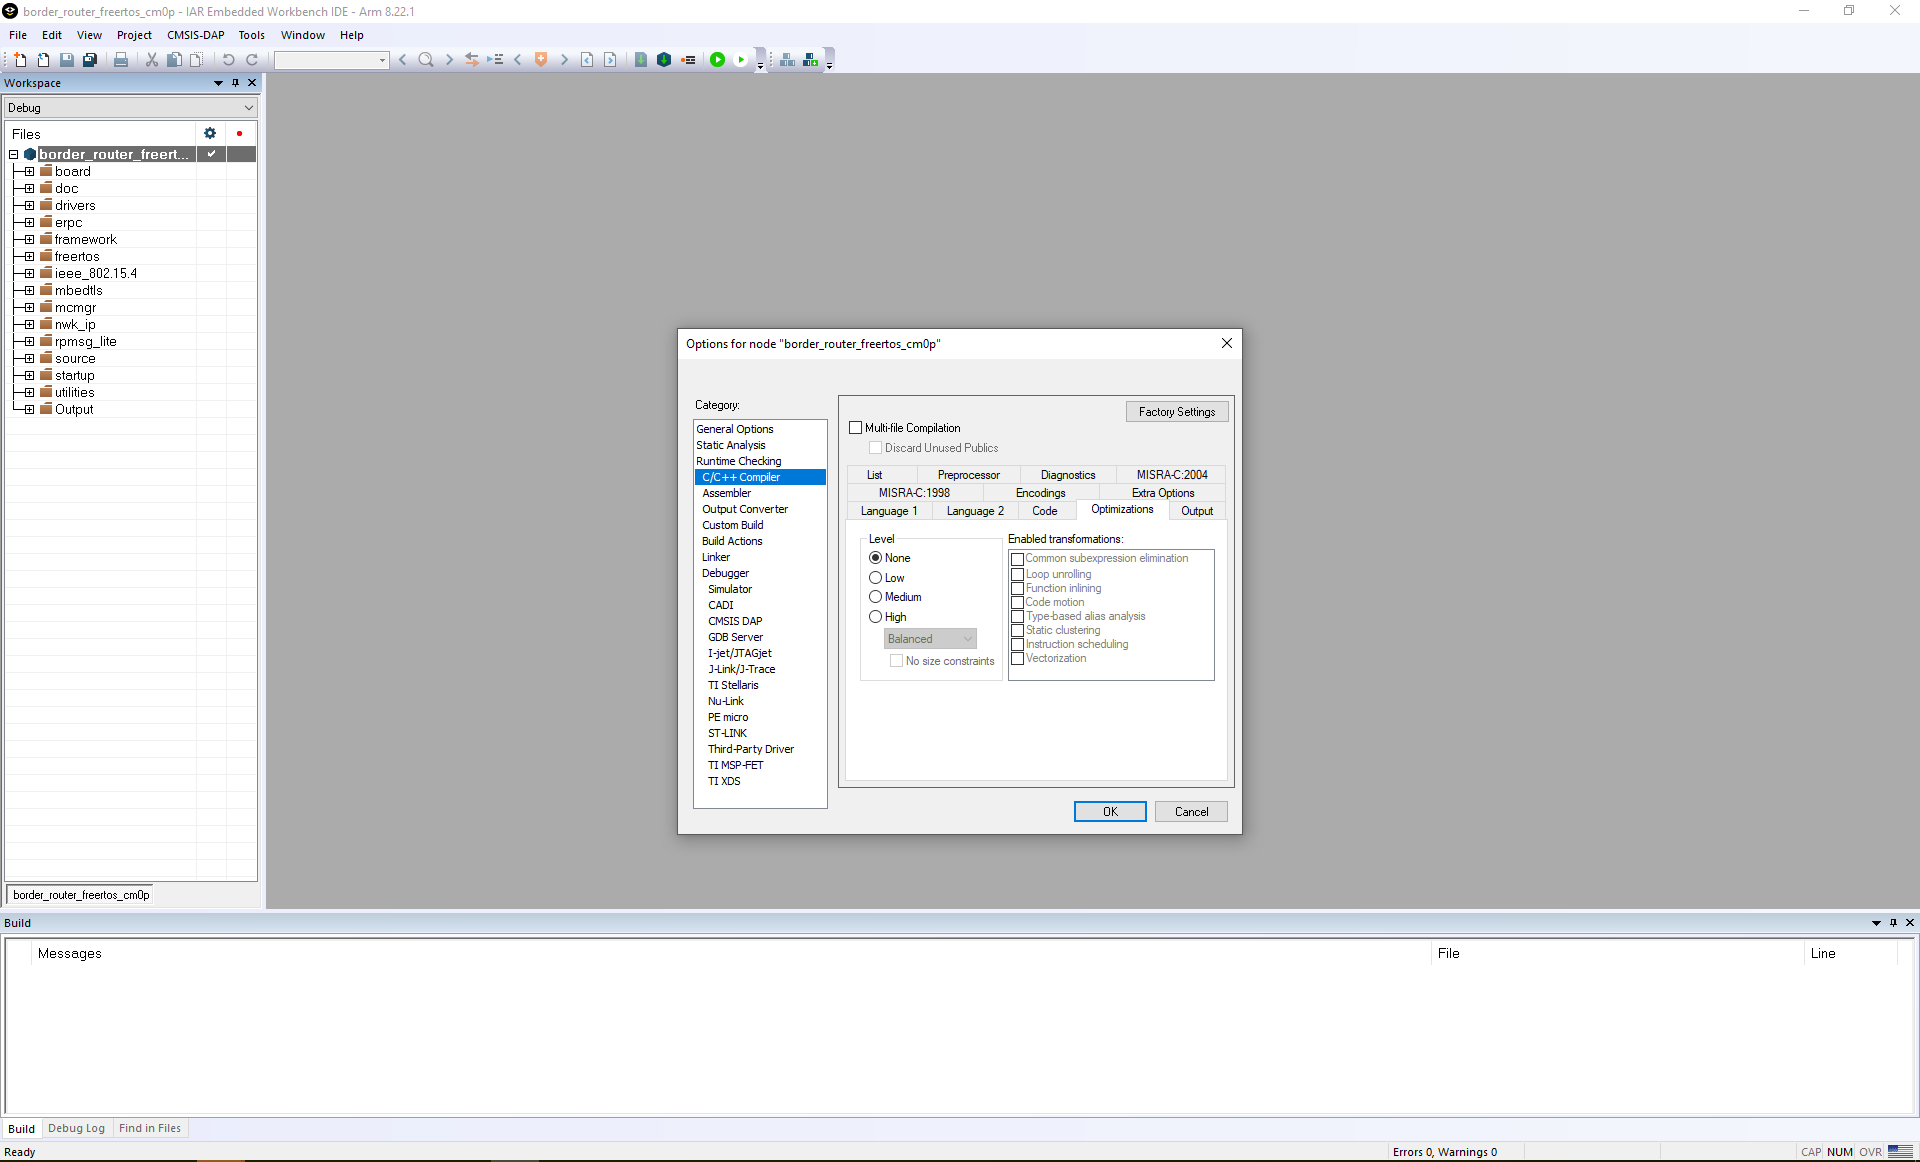 border_router_freertos_cm0p - IAR Embedded Workbench IDE - Arm 8.22.1
File Edit View Project CMSIS-DAP Tools Window Help
Workspace
Debug
Files
border_router_freert...
board
doc
drivers
erpc
framework
freertos
ieee_802.15.4
mbedtls
mcmgr
nwk_ip
rpmsg_lite
source
startup
utilities
Output
border_router_freertos_cm0p
Options for node "border_router_freertos_cm0p"
Category:
General Options
Static Analysis
Runtime Checking
C/C++ Compiler
Assembler
Output Converter
Custom Build
Build Actions
Linker
Debugger
Simulator
CADI
CMSIS DAP
GDB Server
I-jet/JTAGjet
J-Link/J-Trace
TI Stellaris
Nu-Link
PE micro
ST-LINK
Third-Party Driver
TI MSP-FET
TI XDS
Factory Settings
Multi-file Compilation
Discard Unused Publics
List Preprocessor Diagnostics MISRA-C:2004
MISRA-C:1998 Encodings Extra Options
Language 1 Language 2 Code Optimizations Output
Level
None
Low
Medium
High
Balanced
No size constraints
Enabled transformations:
Common subexpression elimination
Loop unrolling
Function inlining
Code motion
Type-based alias analysis
Static clustering
Instruction scheduling
Vectorization
OK Cancel
Build
Messages File Line
Build Debug Log Find in Files
Ready Errors 0, Warnings 0 CAP NUM OVR